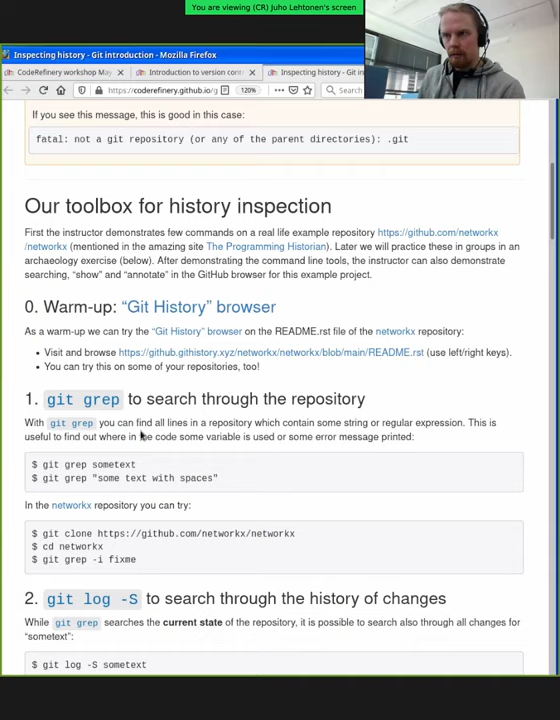 You are viewing (CR) Juho Lehtonen's screen
Inspecting history - Git introduction - Mozilla Firefox
CodeRefinery workshop May
Introduction to version cont
Inspecting history - Git in
https://coderefinery.github.io/g
120%
Search
If you see this message, this is good in this case:
fatal: not a git repository (or any of the parent directories): .git
Our toolbox for history inspection
First the instructor demonstrates few commands on a real life example repository https://github.com/networkx
/networkx (mentioned in the amazing site The Programming Historian). Later we will practice these in groups in an
archaeology exercise (below). After demonstrating the command line tools, the instructor can also demonstrate
searching, “show” and “annotate” in the GitHub browser for this example project.
0. Warm-up: “Git History” browser
As a warm-up we can try the “Git History” browser on the README.rst file of the networkx repository:
• Visit and browse https://github.githistory.xyz/networkx/networkx/blob/main/README.rst (use left/right keys).
• You can try this on some of your repositories, too!
1. git grep to search through the repository
With git grep you can find all lines in a repository which contain some string or regular expression. This is
useful to find out where in the code some variable is used or some error message printed:
$ git grep sometext
$ git grep "some text with spaces"
In the networkx repository you can try:
$ git clone https://github.com/networkx/networkx
$ cd networkx
$ git grep -i fixme
2. git log -S to search through the history of changes
While git grep searches the current state of the repository, it is possible to search also through all changes for
“sometext”:
$ git log -S sometext